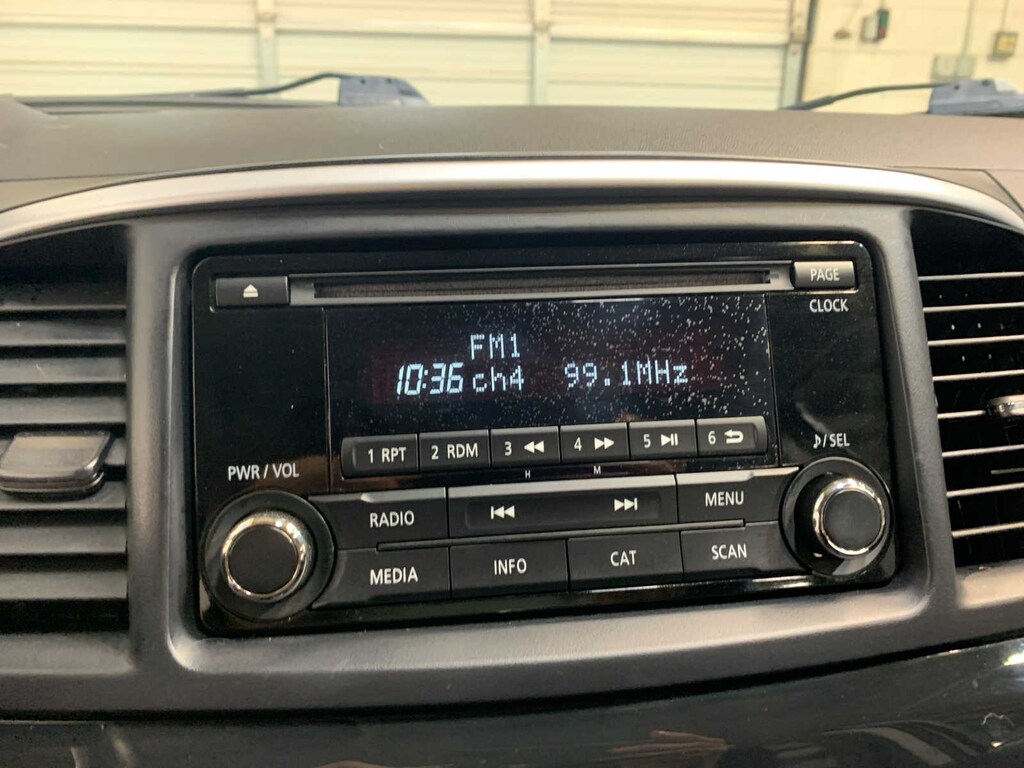 PAGE
CLOCK
FM1
10:36 ch4 99.1MHz
1 RPT 2 RDM 3 4 5 6
H M
PWR / VOL
/ SEL
RADIO
MENU
MEDIA INFO CAT SCAN